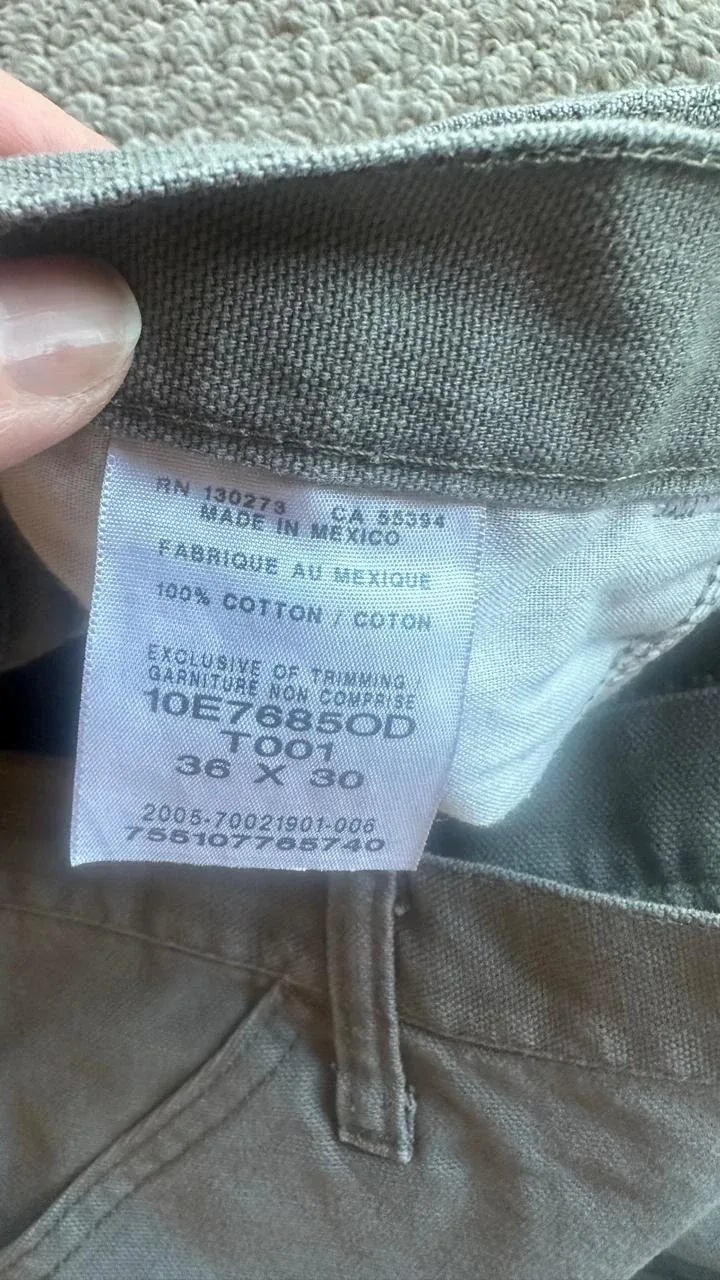 RN 130273 CA 55394
MADE IN MEXICO
FABRIQUE AU MEXIQUE
100% COTTON / COTON
EXCLUSIVE OF TRIMMING /
GARNITURE NON COMPRISE
10E7685OD
T001
36 X 30
2005-70021901-006
755107765740